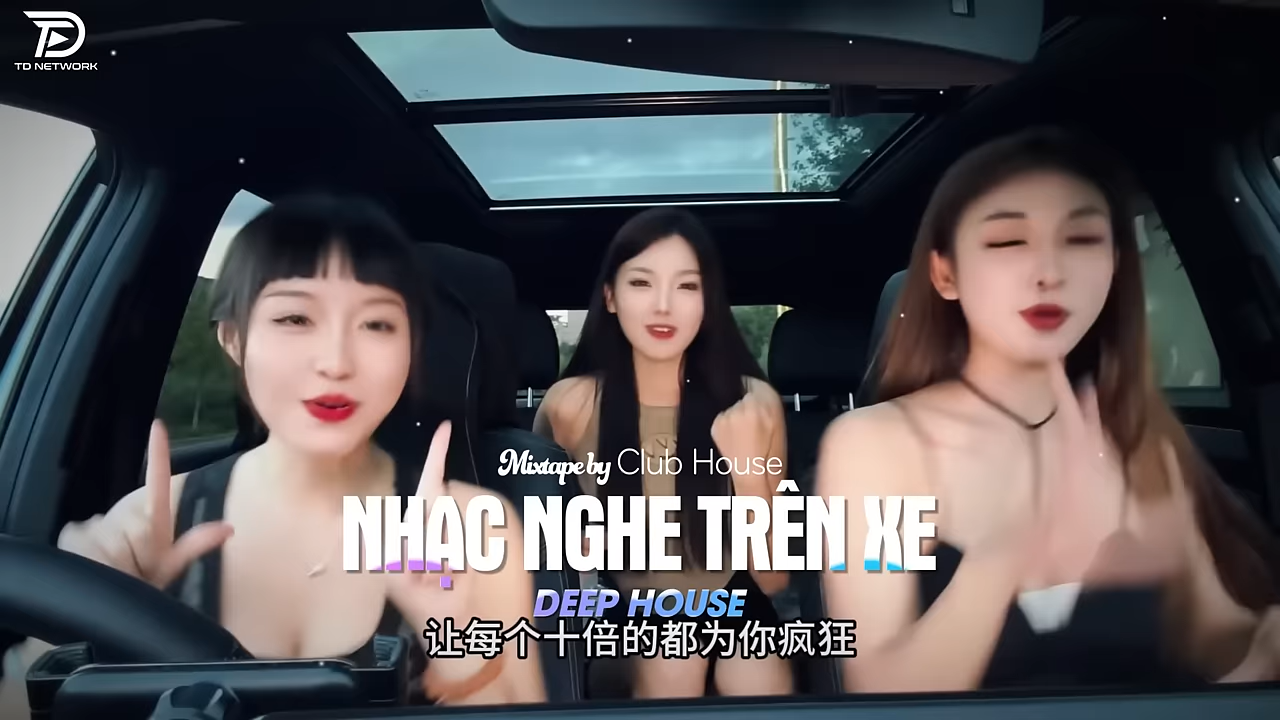 TD NETWORK
Mixtape by Club House
NHẠC NGHE TRÊN XE
DEEP HOUSE
让每个十倍的都为你疯狂